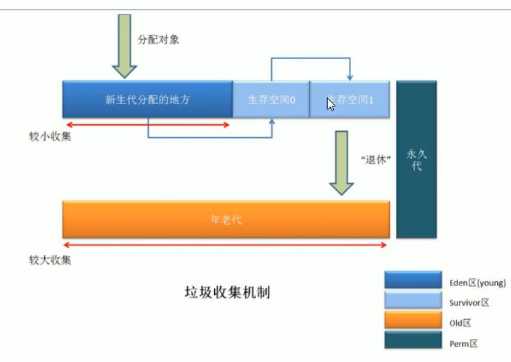 分配对象
新生代分配的地方
生存空间0
生存空间1
较小收集
"退休"
永久
代
年老代
较大收集
垃圾收集机制
Eden区(young)
Survivor区
Old区
Perm区